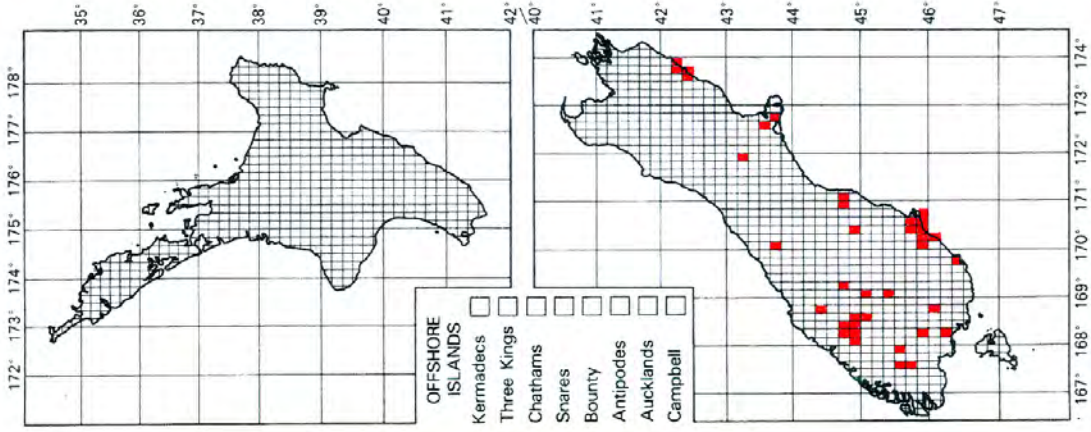 172° 173° 174° 175° 176° 177° 178°
35°
36°
37°
38°
39°
40°
41°
42°
OFFSHORE
ISLANDS
Kermadecs
Three Kings
Chathams
Snares
Bounty
Antipodes
Aucklands
Campbell
40°
41°
42°
43°
44°
45°
46°
47°
167° 168° 169° 170° 171° 172° 173° 174°